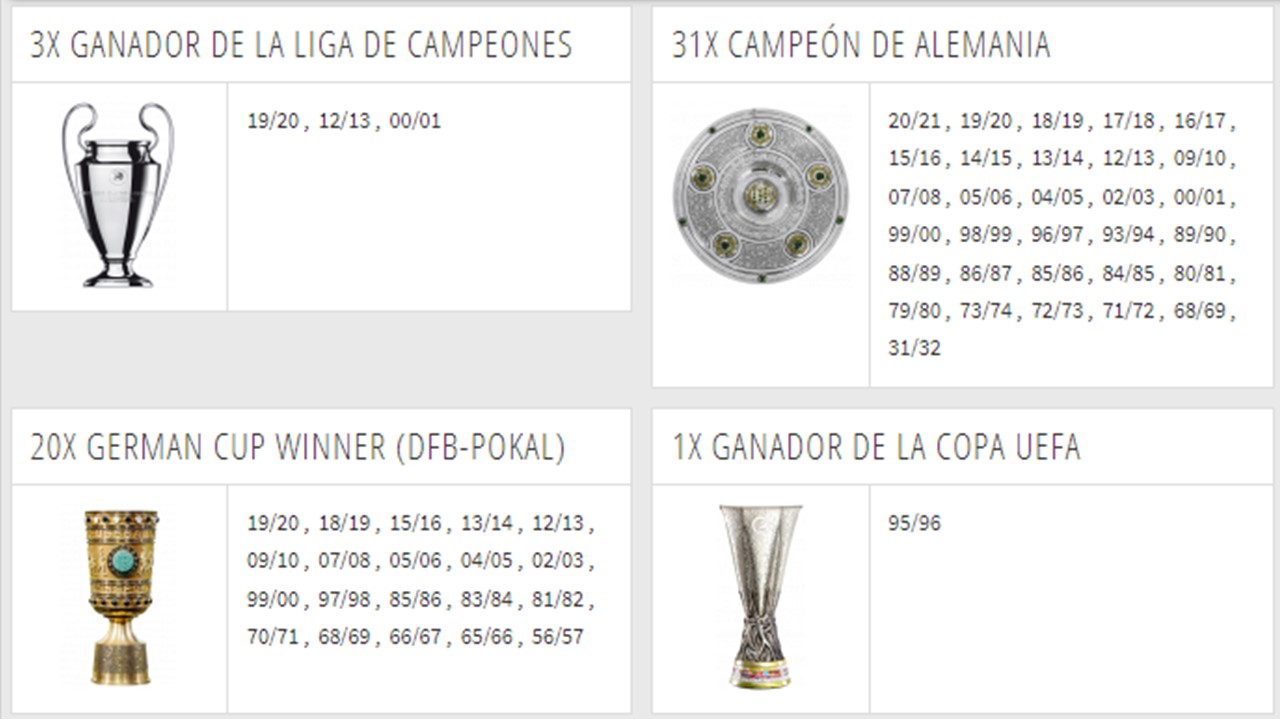 3X GANADOR DE LA LIGA DE CAMPEONES
19/20 , 12/13 , 00/01
31X CAMPEÓN DE ALEMANIA
20/21 , 19/20 , 18/19 , 17/18 , 16/17 ,
15/16 , 14/15 , 13/14 , 12/13 , 09/10 ,
07/08 , 05/06 , 04/05 , 02/03 , 00/01 ,
99/00 , 98/99 , 96/97 , 93/94 , 89/90 ,
88/89 , 86/87 , 85/86 , 84/85 , 80/81 ,
79/80 , 73/74 , 72/73 , 71/72 , 68/69 ,
31/32
20X GERMAN CUP WINNER (DFB-POKAL)
19/20 , 18/19 , 15/16 , 13/14 , 12/13 ,
09/10 , 07/08 , 05/06 , 04/05 , 02/03 ,
99/00 , 97/98 , 85/86 , 83/84 , 81/82 ,
70/71 , 68/69 , 66/67 , 65/66 , 56/57
1X GANADOR DE LA COPA UEFA
95/96